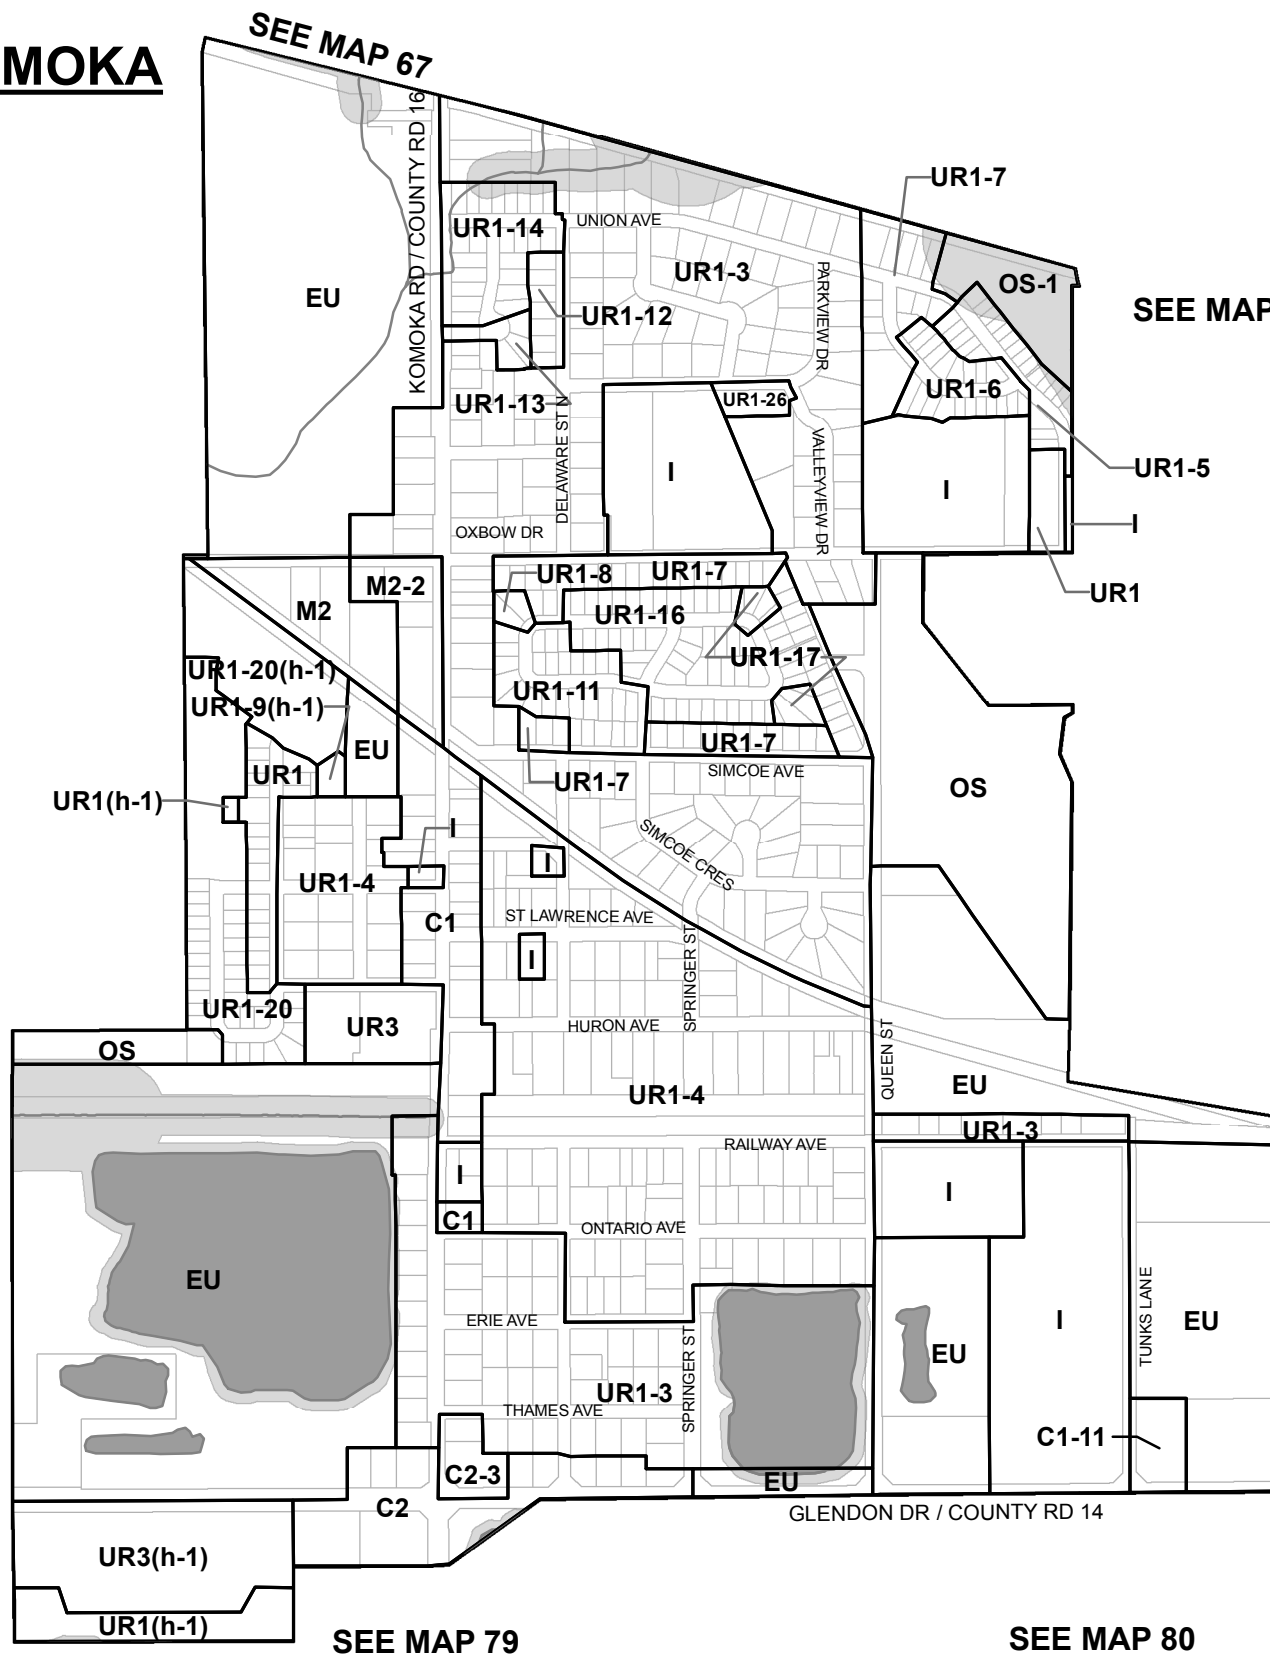 SEE MAP 67
MOKA
KOMOKA RD / COUNTY RD 16
UR1-7
UR1-14
UNION AVE
UR1-3
PARKVIEW DR
OS-1
EU
UR1-12
SEE MAP
UR1-6
UR1-26
UR1-13
DELAWARE ST N
VALLEYVIEW DR
I
I
UR1-5
OXBOW DR
I
UR1-8
UR1-7
M2-2
UR1
M2
UR1-16
UR1-17
UR1-20(h-1)
UR1-11
UR1-9(h-1)
EU
UR1-7
UR1
UR1-7
SIMCOE AVE
OS
UR1(h-1)
I
SIMCOE CRES
I
UR1-4
C1
ST LAWRENCE AVE
SPRINGER ST
I
UR1-20
UR3
HURON AVE
OS
QUEEN ST
EU
UR1-4
UR1-3
RAILWAY AVE
I
I
C1
ONTARIO AVE
EU
ERIE AVE
I
TUNKS LANE
EU
EU
SPRINGER ST
UR1-3
THAMES AVE
C1-11
C2-3
EU
C2
GLENDON DR / COUNTY RD 14
UR3(h-1)
UR1(h-1)
SEE MAP 79
SEE MAP 80